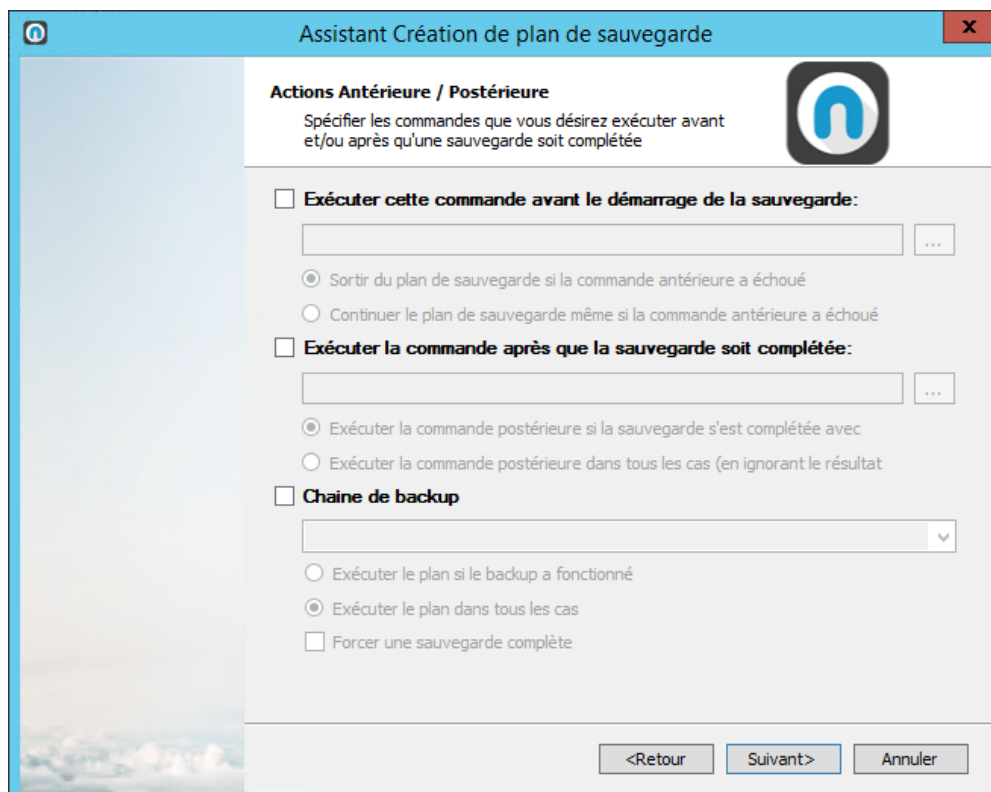 Assistant Création de plan de sauvegarde
x
Actions Antérieure / Postérieure
Spécifier les commandes que vous désirez exécuter avant
et/ou après qu'une sauvegarde soit complétée
Exécuter cette commande avant le démarrage de la sauvegarde:
...
Sortir du plan de sauvegarde si la commande antérieure a échoué
Continuer le plan de sauvegarde même si la commande antérieure a échoué
Exécuter la commande après que la sauvegarde soit complétée:
...
Exécuter la commande postérieure si la sauvegarde s'est complétée avec
Exécuter la commande postérieure dans tous les cas (en ignorant le résultat
Chaine de backup
Exécuter le plan si le backup a fonctionné
Exécuter le plan dans tous les cas
Forcer une sauvegarde complète
<Retour Suivant> Annuler